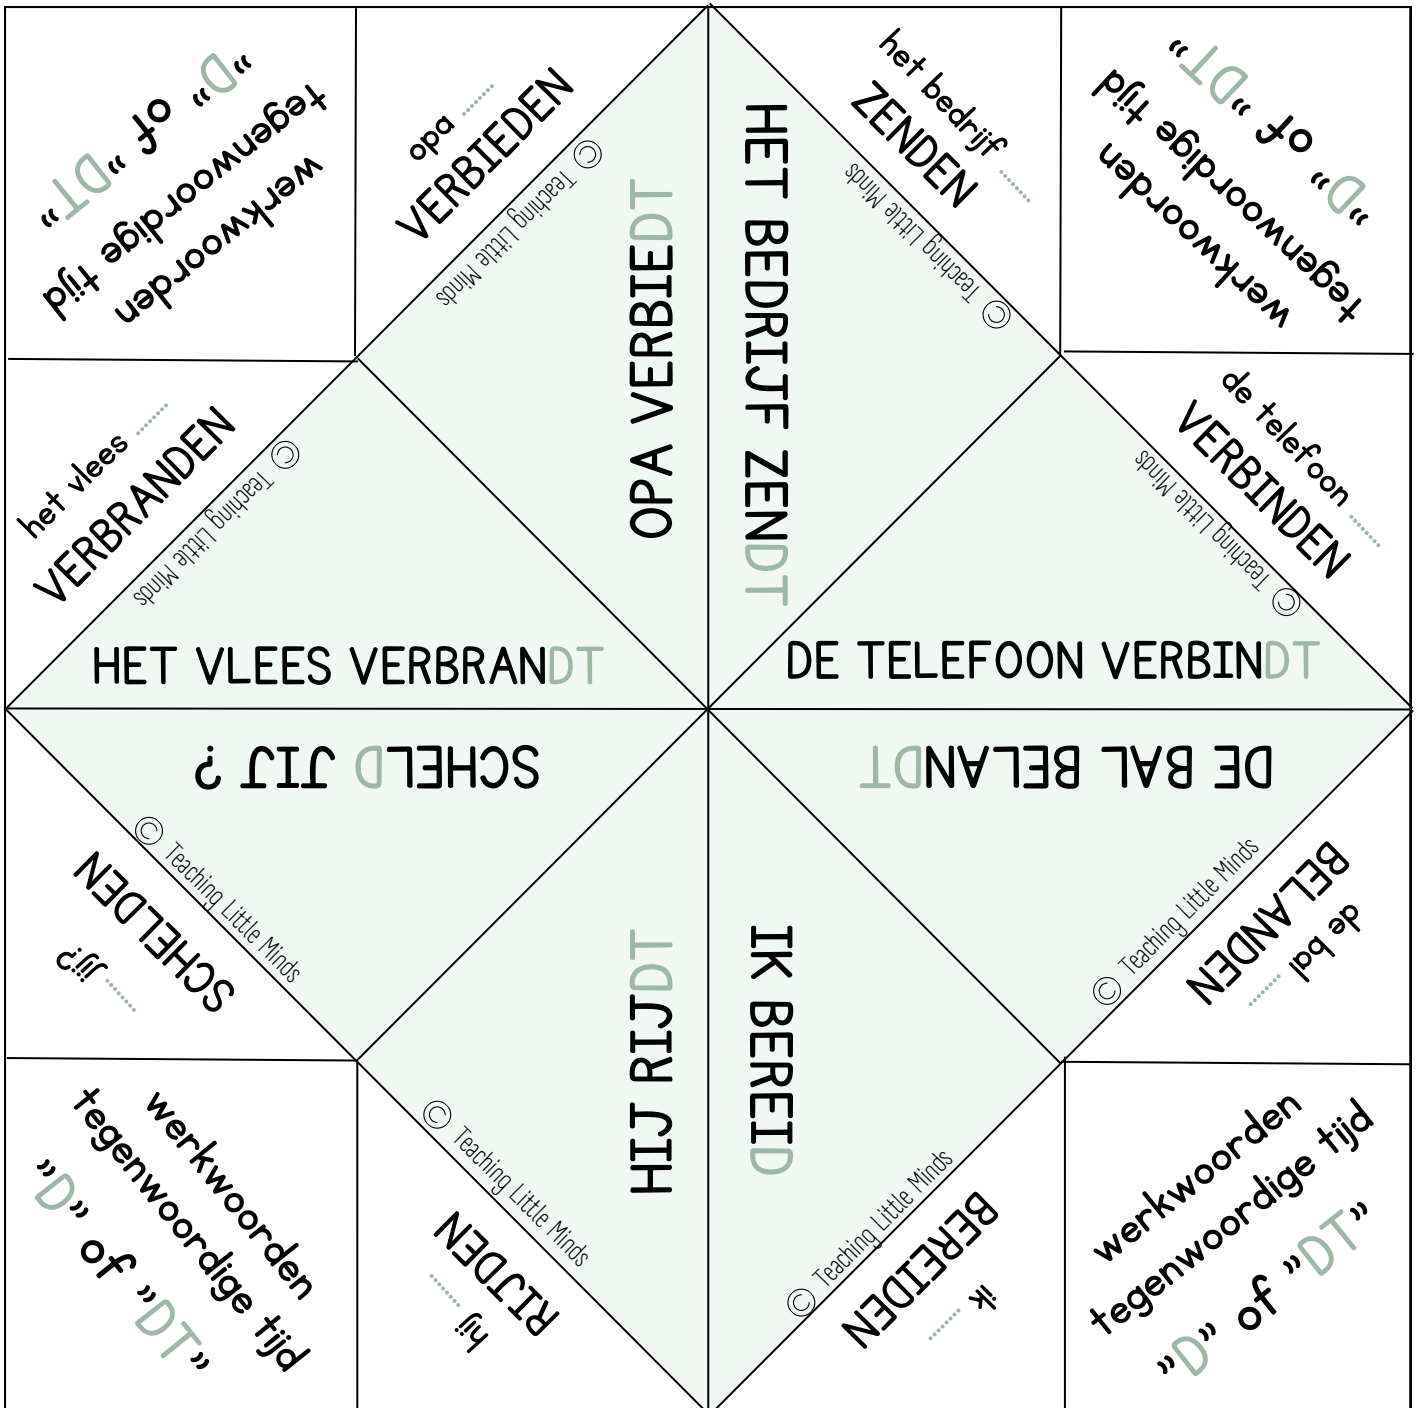 werkwoorden
tegenwoordige tijd
"D" of "DT"
opa ........
VERBIEDEN
© Teaching Little Minds
OPA VERBIEDT
HET BEDRIJF ZENDT
het bedrijf ........
ZENDEN
© Teaching Little Minds
werkwoorden
tegenwoordige tijd
"D" of "DT"
het vlees ........
VERBRANDEN
© Teaching Little Minds
HET VLEES VERBRANDT
de telefoon ........
VERBINDEN
© Teaching Little Minds
DE TELEFOON VERBINDT
SCHELD JIJ ?
© Teaching Little Minds
SCHELDEN
........ jij?
DE BAL BELANDT
© Teaching Little Minds
BELANDEN
de bal ........
HIJ RIJDT
© Teaching Little Minds
RIJDEN
hij ........
IK BEREID
© Teaching Little Minds
BEREIDEN
ik ........
werkwoorden
tegenwoordige tijd
"D" of "DT"
werkwoorden
tegenwoordige tijd
"D" of "DT"